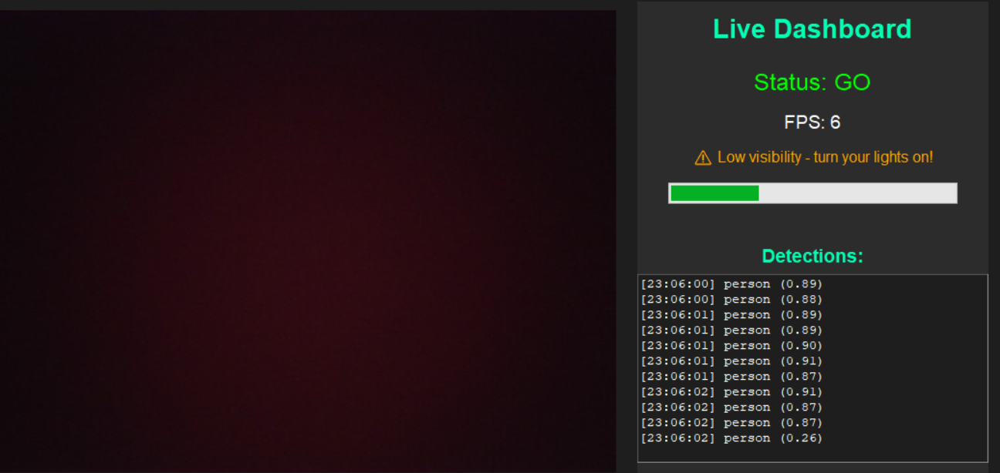 Live Dashboard
Status: GO
FPS: 6
⚠ Low visibility - turn your lights on!
Detections:
[23:06:00] person (0.89)
[23:06:00] person (0.88)
[23:06:01] person (0.89)
[23:06:01] person (0.89)
[23:06:01] person (0.90)
[23:06:01] person (0.91)
[23:06:01] person (0.87)
[23:06:02] person (0.91)
[23:06:02] person (0.87)
[23:06:02] person (0.87)
[23:06:02] person (0.26)